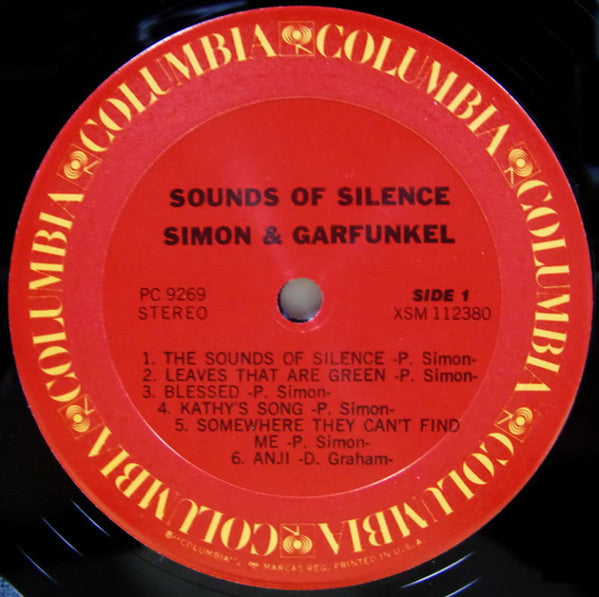 COLUMBIA COLUMBIA COLUMBIA COLUMBIA COLUMBIA COLUMBIA
SOUNDS OF SILENCE
SIMON & GARFUNKEL
PC 9269
STEREO
SIDE 1
XSM 112380
1. THE SOUNDS OF SILENCE -P. Simon-
2. LEAVES THAT ARE GREEN -P. Simon-
3. BLESSED -P. Simon-
4. KATHY'S SONG -P. Simon-
5. SOMEWHERE THEY CAN'T FIND
ME -P. Simon-
6. ANJI -D. Graham-
"COLUMBIA", MARCAS REG. PRINTED IN U.S.A.